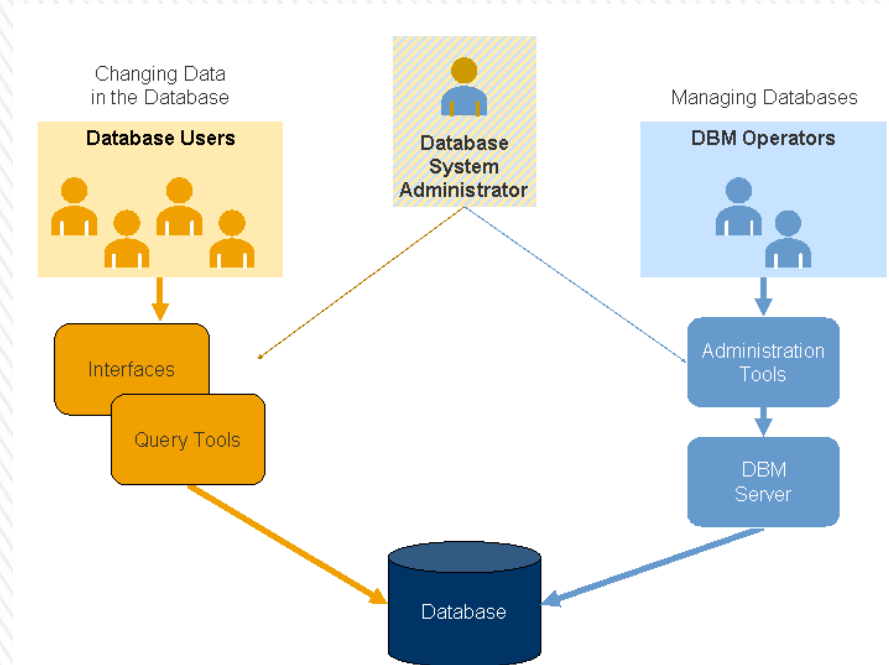 Changing Data
in the Database
Database Users
Database
System
Administrator
Managing Databases
DBM Operators
Interfaces
Query Tools
Administration
Tools
DBM
Server
Database